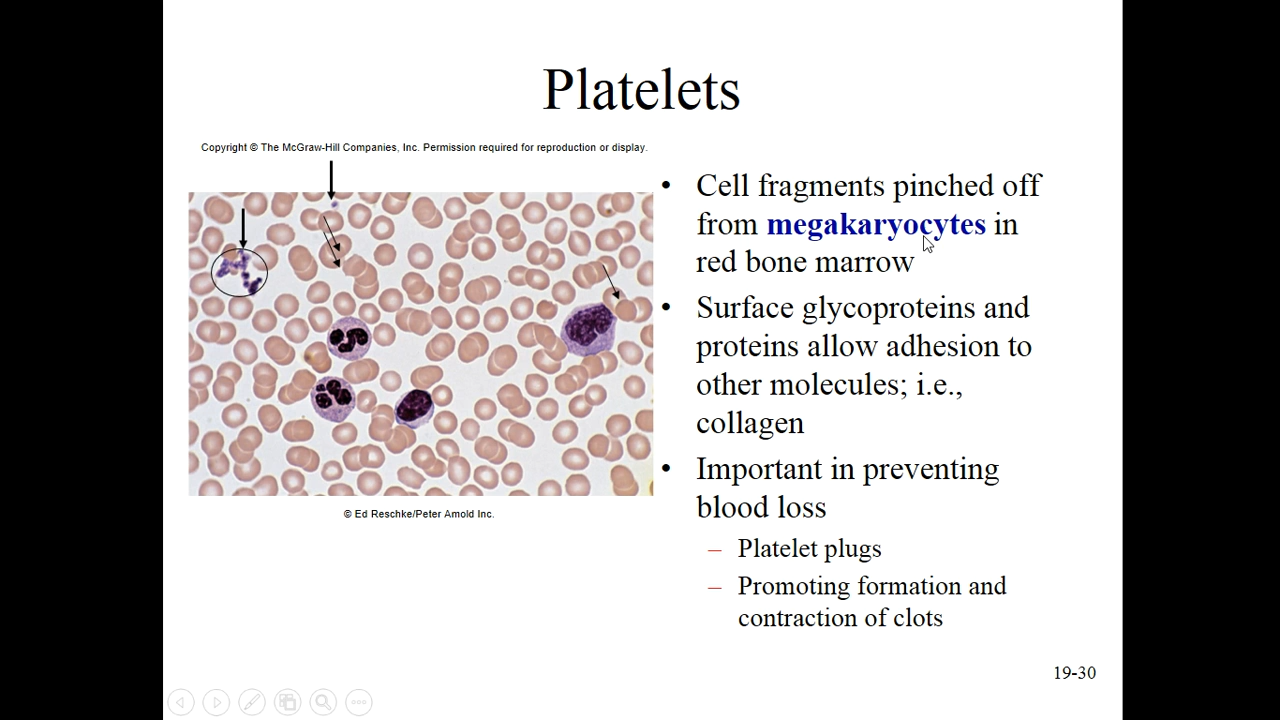 Platelets
Copyright © The McGraw-Hill Companies, Inc. Permission required for reproduction or display.
• Cell fragments pinched off
from megakaryocytes in
red bone marrow
• Surface glycoproteins and
proteins allow adhesion to
other molecules; i.e.,
collagen
• Important in preventing
blood loss
– Platelet plugs
– Promoting formation and
contraction of clots
© Ed Reschke/Peter Arnold Inc.
19-30